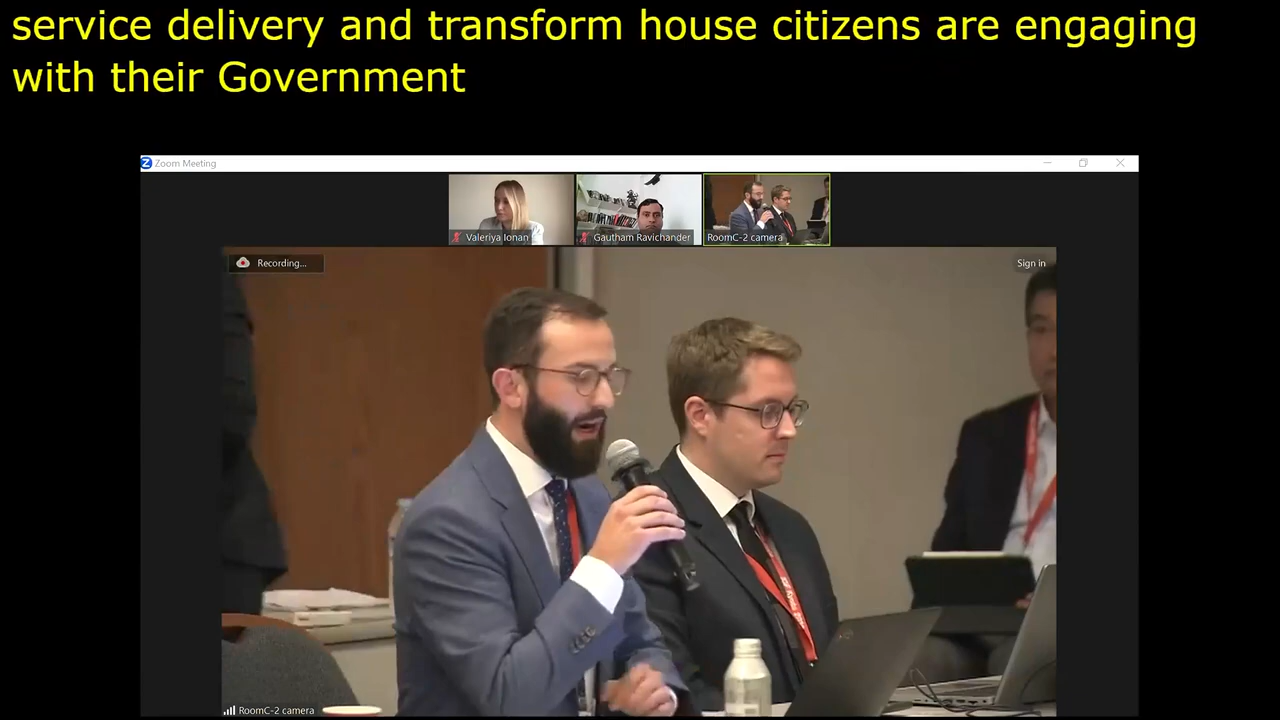 service delivery and transform house citizens are engaging
with their Government
Zoom Meeting
Valeriya Ionan
Gautham Ravichander
RoomC-2 camera
Recording...
Sign in
RoomC-2 camera